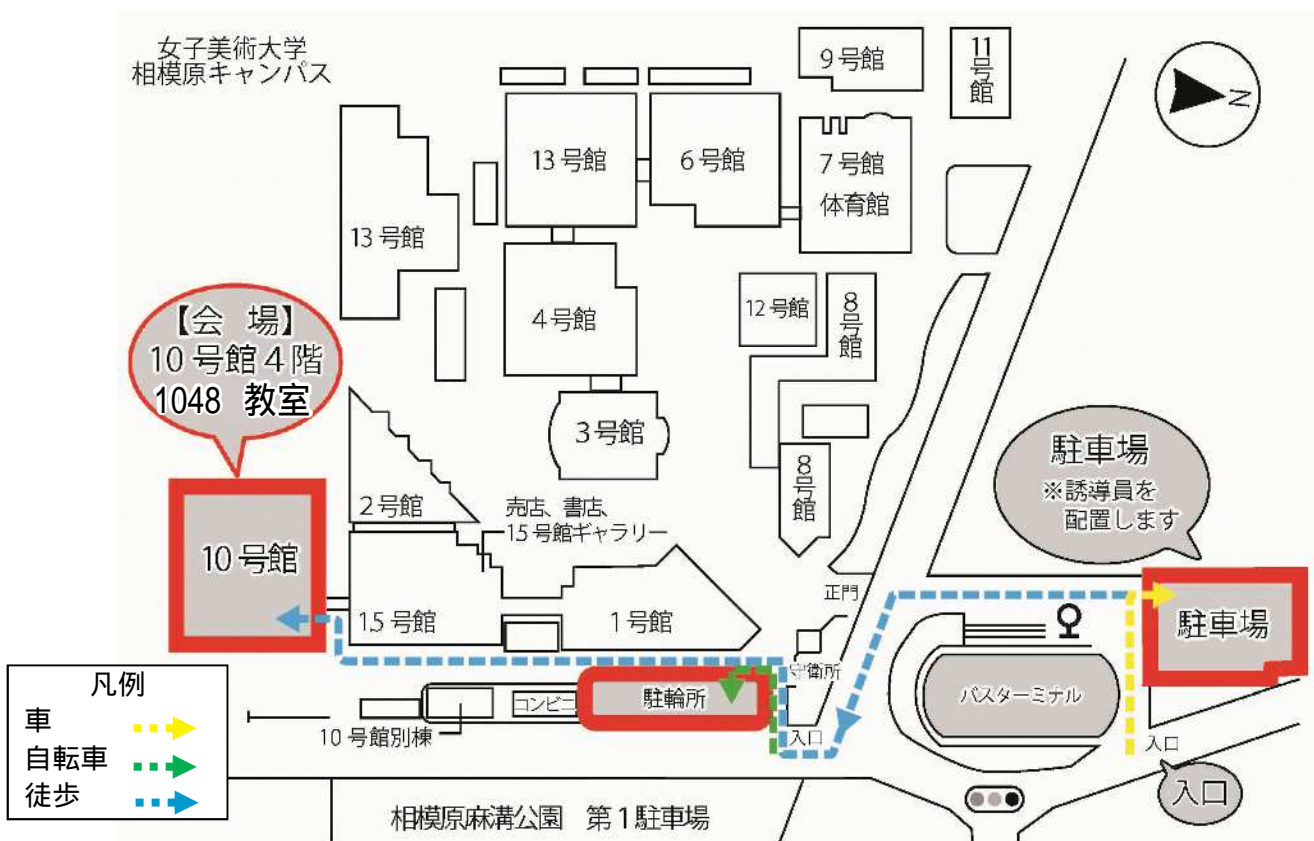 女子美術大学
相模原キャンパス
9号館
11号館
N
13号館
6号館
7号館
体育館
13号館
4号館
12号館
8号館
【会 場】
10号館4階
1048 教室
3号館
8号館
駐車場
※誘導員を
配置します
2号館
売店、書店、
15号館ギャラリー
10号館
15号館
1号館
正門
駐車場
守衛所
バスターミナル
凡例
車
自転車
徒歩
コンビニ
駐輪所
10号館別棟
入口
入口
入口
相模原麻溝公園 第1駐車場